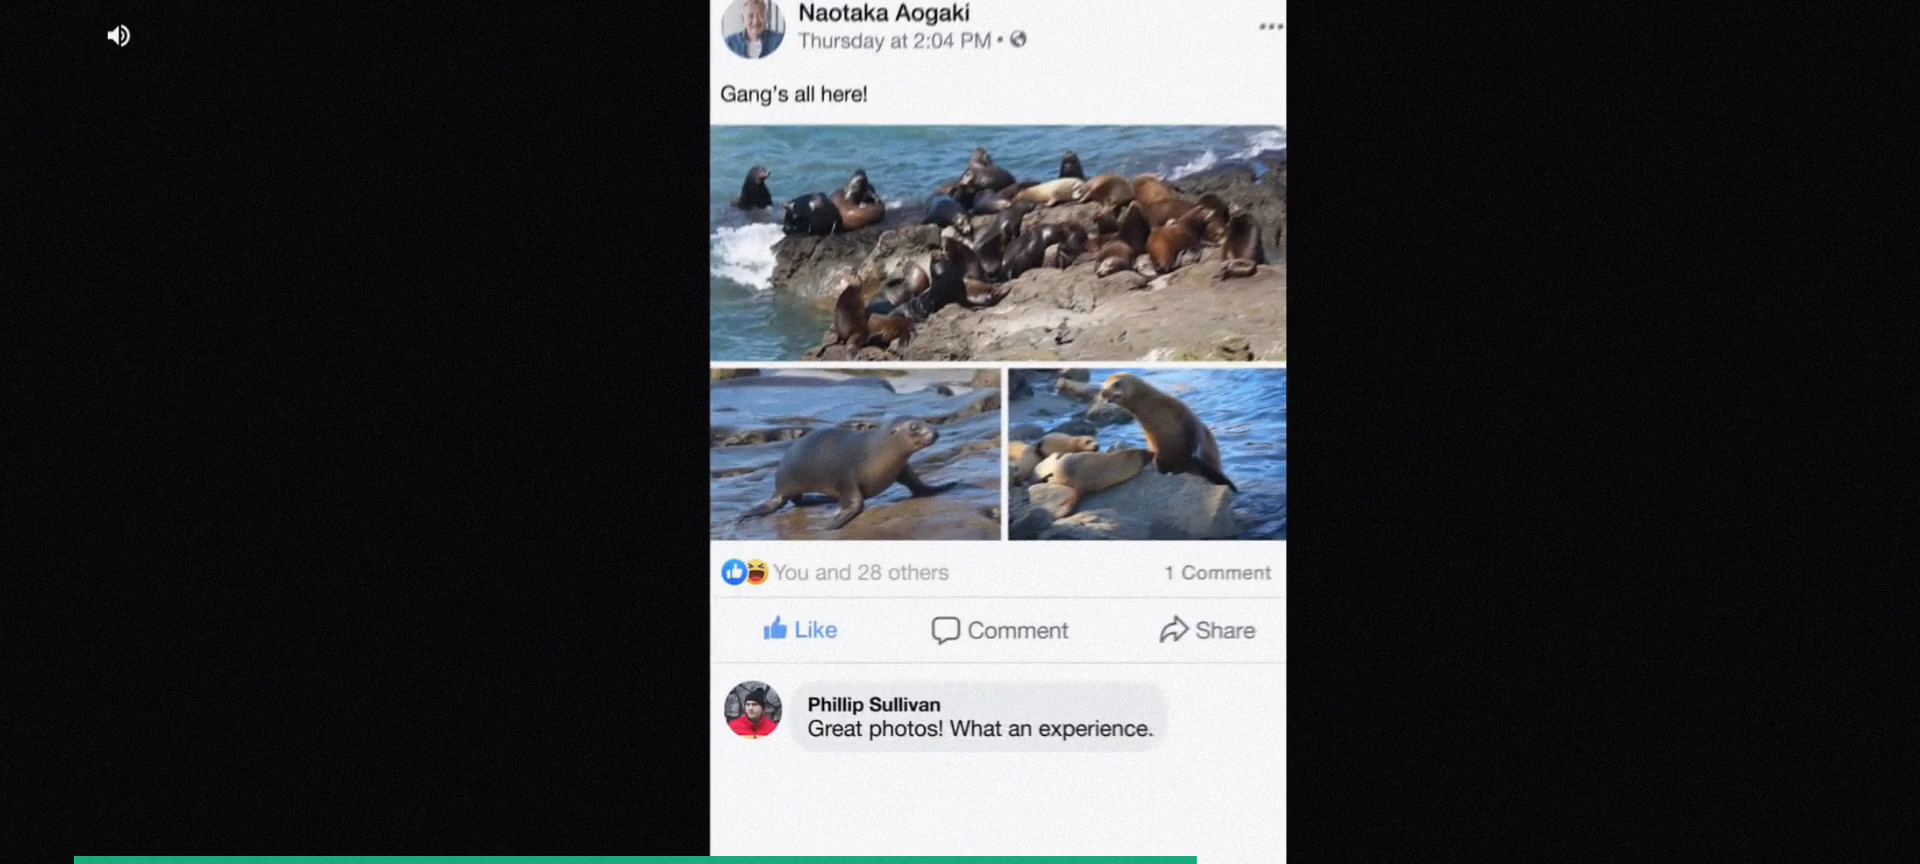 Naotaka Aogaki
Thursday at 2:04 PM •
Gang's all here!
You and 28 others
1 Comment
Like
Comment
Share
Phillip Sullivan
Great photos! What an experience.